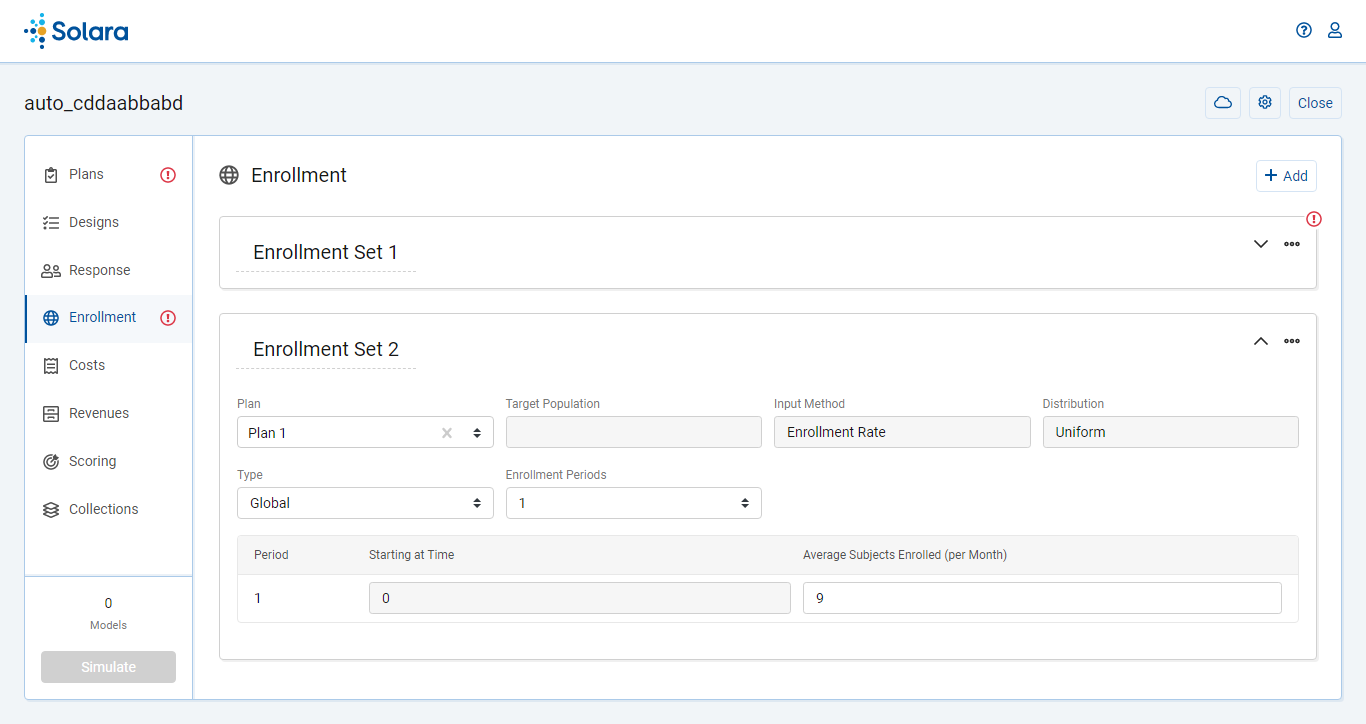 Solara
auto_cddaabbabd
Close
Plans
Designs
Response
Enrollment
Costs
Revenues
Scoring
Collections
0
Models
Simulate
Enrollment
Add
Enrollment Set 1
Enrollment Set 2
Plan Target Population Input Method Distribution
Plan 1 Enrollment Rate Uniform
Type Enrollment Periods
Global 1
Period Starting at Time Average Subjects Enrolled (per Month)
1 0 9